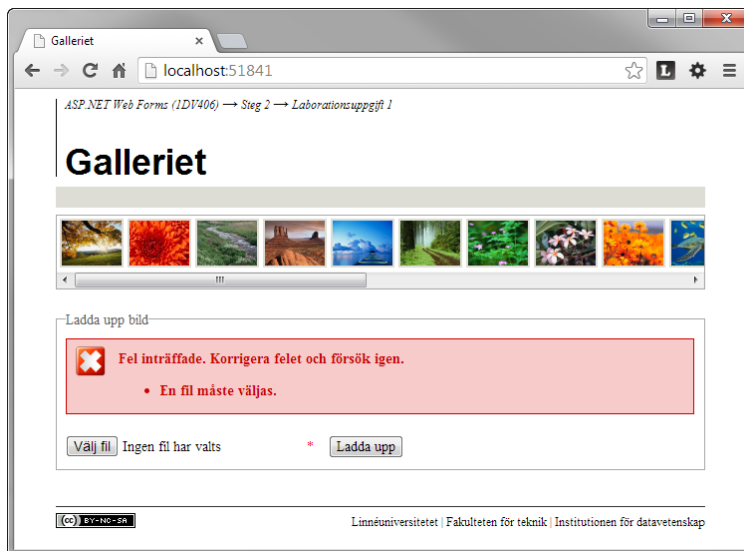 Galleriet
localhost:51841
ASP.NET Web Forms (1DV406) → Steg 2 → Laborationsuppgift 1
Galleriet
Ladda upp bild
Fel inträffade. Korrigera felet och försök igen.
• En fil måste väljas.
Välj fil Ingen fil har valts * Ladda upp
(cc) BY-NC-SA Linnéuniversitetet | Fakulteten för teknik | Institutionen för datavetenskap